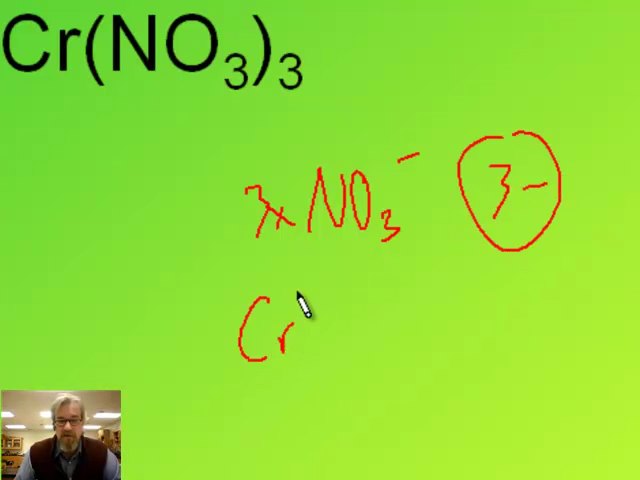 Cr(NO₃)₃
3x NO₃⁻ 3-
Cr